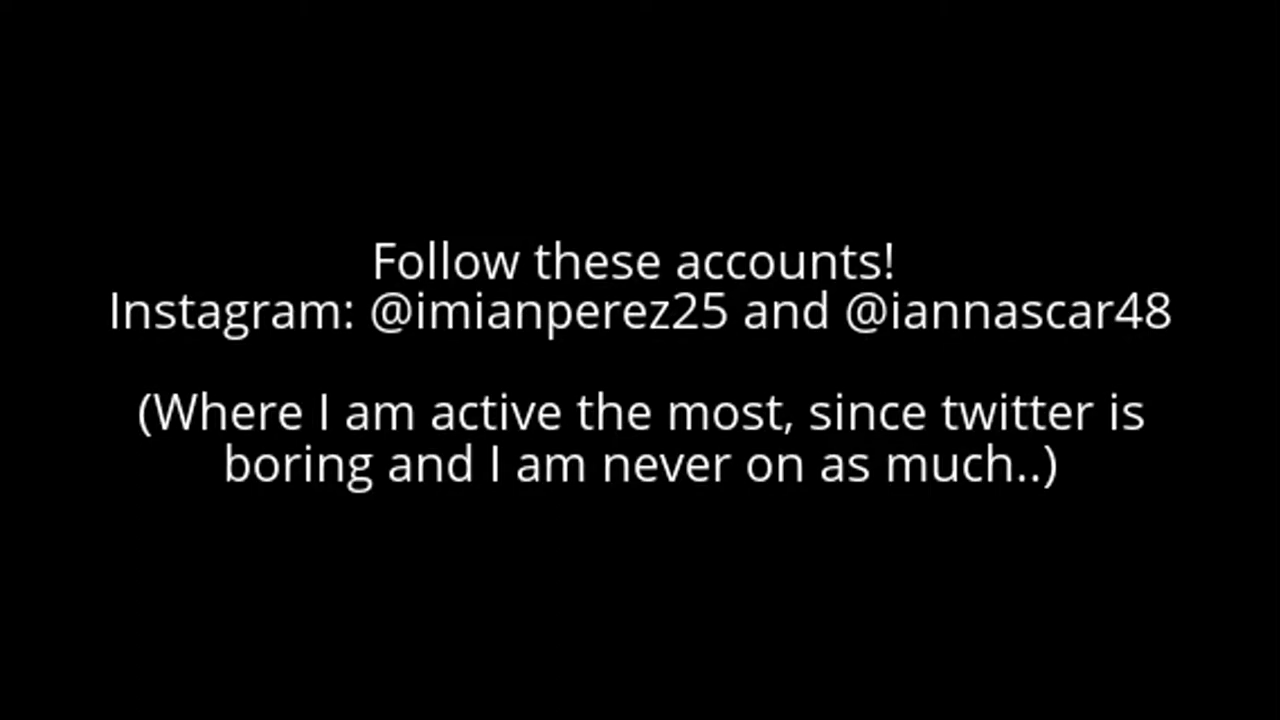 Follow these accounts!
Instagram: @imianperez25 and @iannascar48
(Where I am active the most, since twitter is
boring and I am never on as much..)